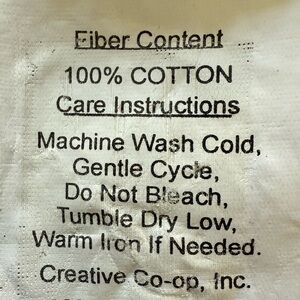 Fiber Content
100% COTTON
Care Instructions
Machine Wash Cold,
Gentle Cycle,
Do Not Bleach,
Tumble Dry Low,
Warm Iron If Needed.
Creative Co-op, Inc.